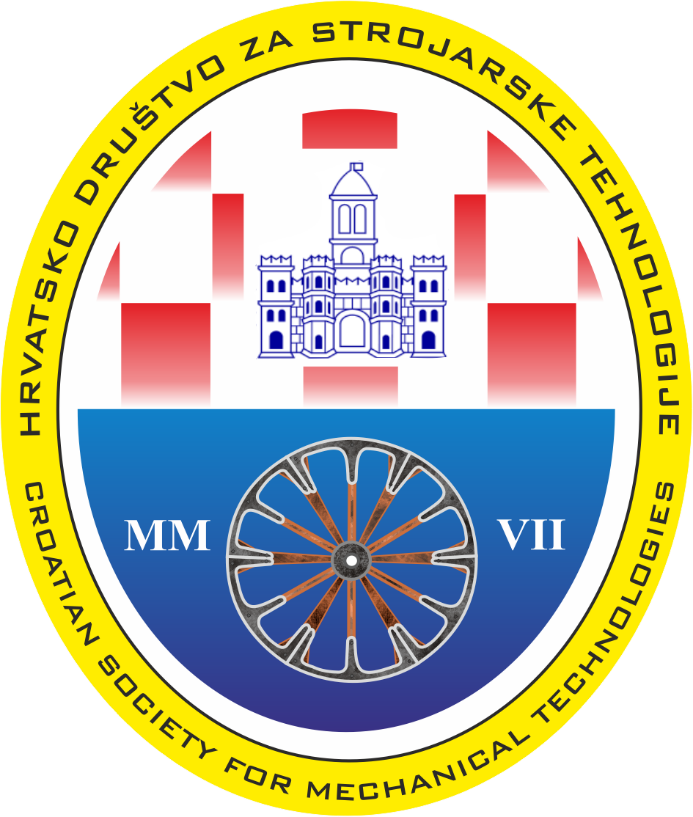 HRVATSKO DRUŠTVO ZA STROJARSKE TEHNOLOGIJE
MM VII
CROATIAN SOCIETY FOR MECHANICAL TECHNOLOGIES